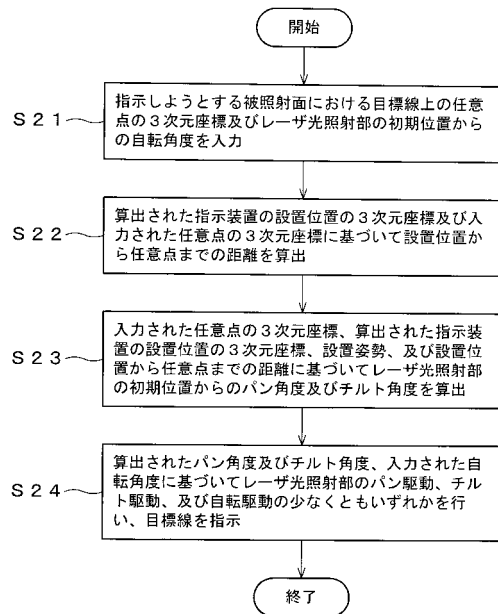 開始
S21
指示しようとする被照射面における目標線上の任意
点の3次元座標及びレーザ光照射部の初期位置から
の自転角度を入力
S22
算出された指示装置の設置位置の3次元座標及び入
力された任意点の3次元座標に基づいて設置位置か
ら任意点までの距離を算出
S23
入力された任意点の3次元座標、算出された指示装
置の設置位置の3次元座標、設置姿勢、及び設置位
置から任意点までの距離に基づいてレーザ光照射部
の初期位置からのパン角度及びチルト角度を算出
S24
算出されたパン角度及びチルト角度、入力された自
転角度に基づいてレーザ光照射部のパン駆動、チル
ト駆動、及び自転駆動の少なくともいずれかを行
い、目標線を指示
終了